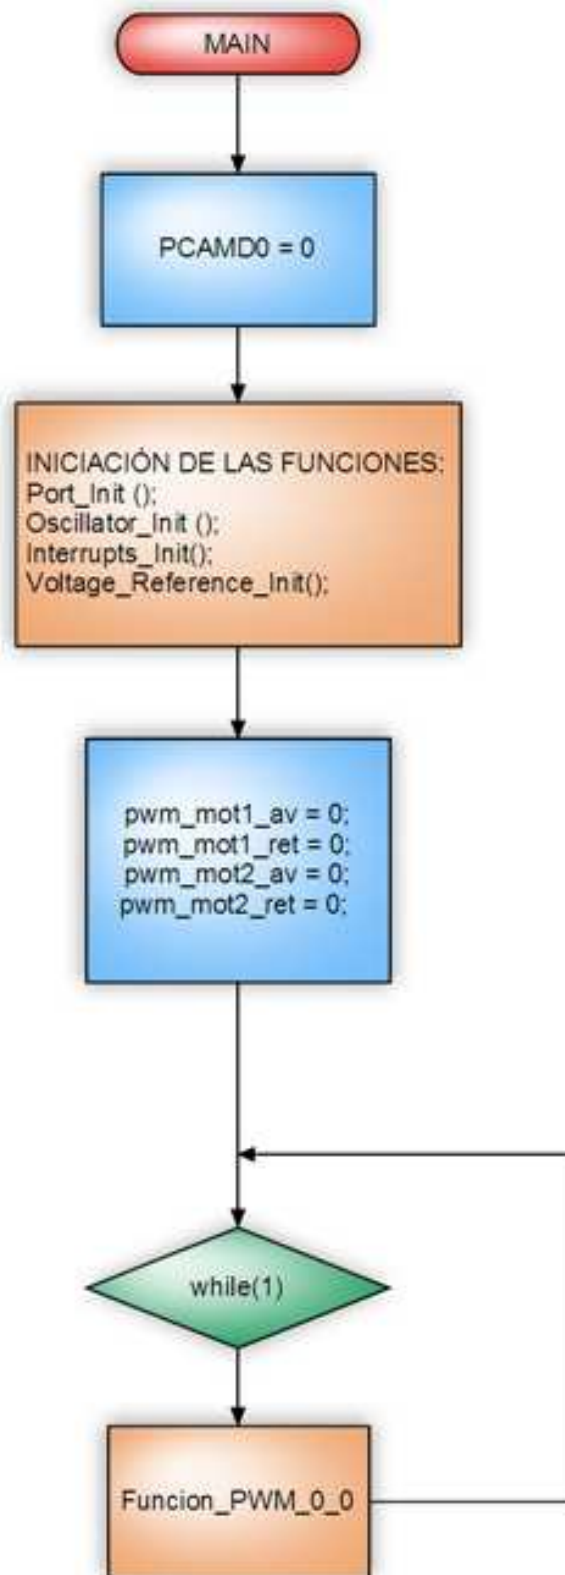 MAIN
PCAMD0 = 0
INICIACIÓN DE LAS FUNCIONES:
Port_Init ();
Oscillator_Init ();
Interrupts_Init();
Voltage_Reference_Init();
pwm_mot1_av = 0;
pwm_mot1_ret = 0;
pwm_mot2_av = 0;
pwm_mot2_ret = 0;
while(1)
Funcion_PWM_0_0